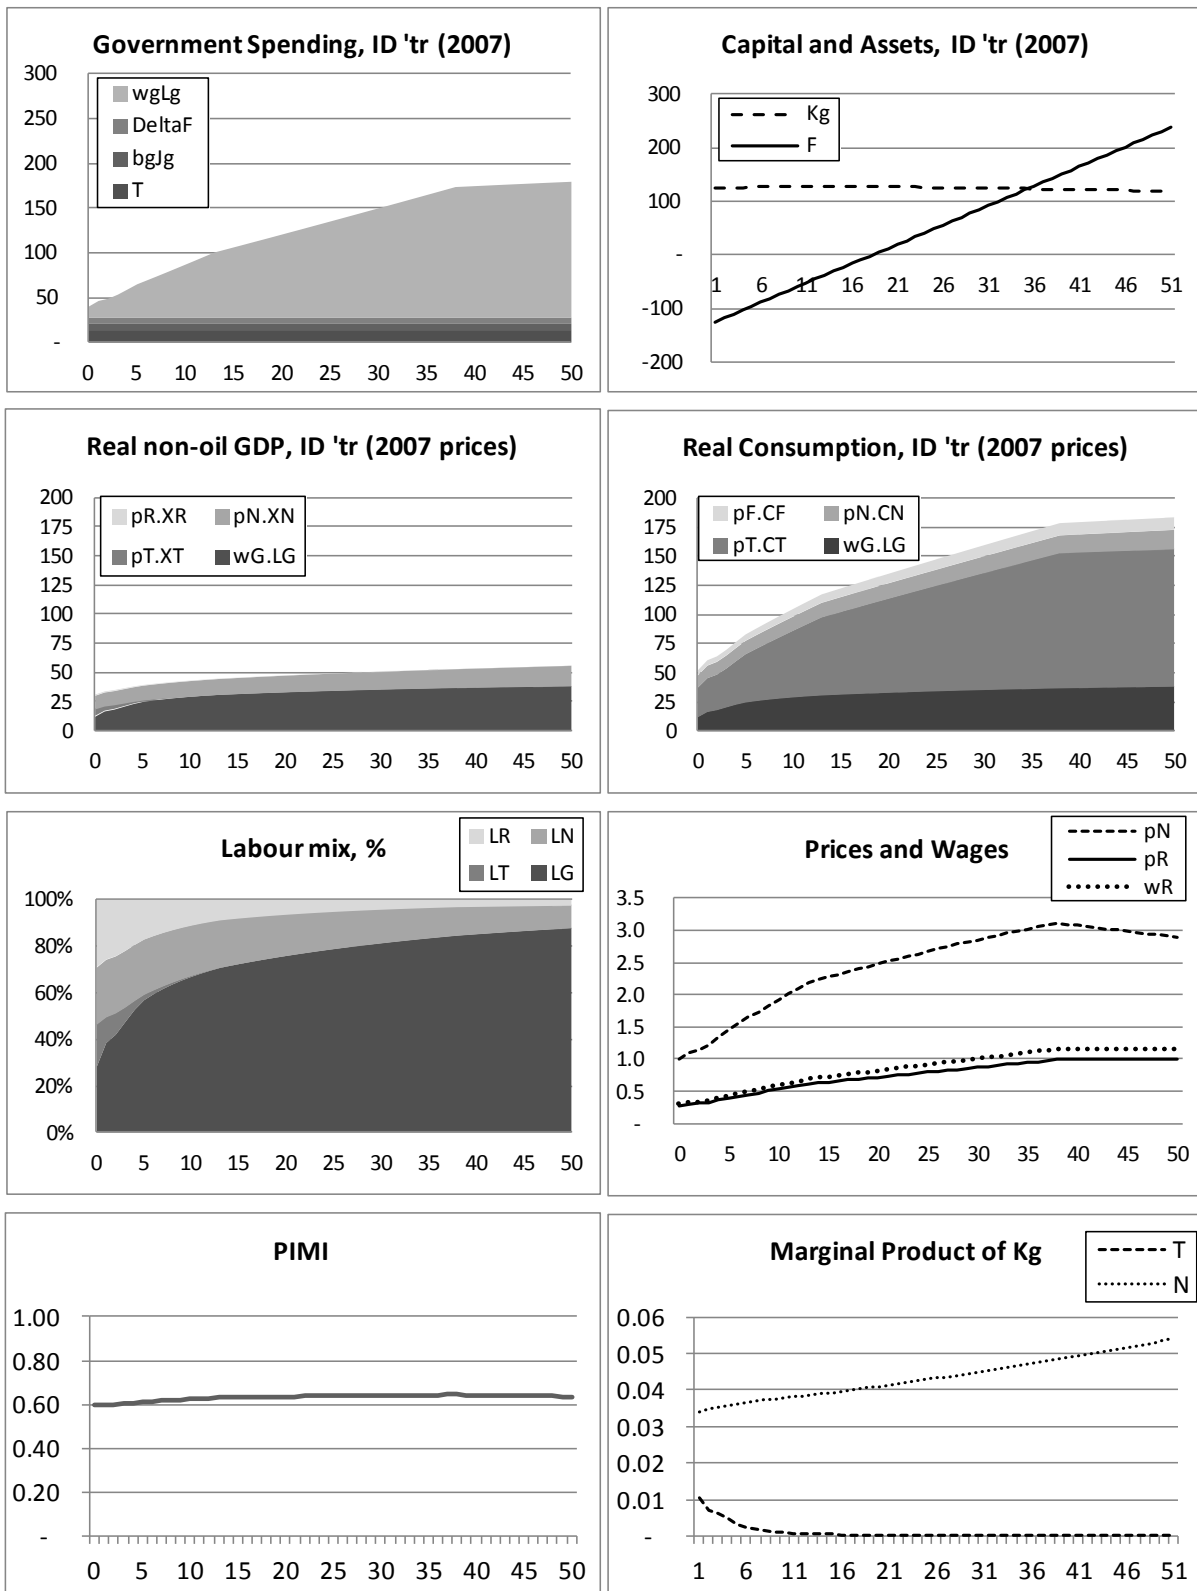 Government Spending, ID 'tr (2007)
300
250
200
150
100
50
-
wgLg
DeltaF
bgJg
T
0 5 10 15 20 25 30 35 40 45 50
Capital and Assets, ID 'tr (2007)
300
200
100
-
-100
-200
Kg
F
1 6 11 16 21 26 31 36 41 46 51
Real non-oil GDP, ID 'tr (2007 prices)
200
175
150
125
100
75
50
25
0
pR.XR pN.XN
pT.XT wG.LG
0 5 10 15 20 25 30 35 40 45 50
Real Consumption, ID 'tr (2007 prices)
200
175
150
125
100
75
50
25
0
pF.CF pN.CN
pT.CT wG.LG
0 5 10 15 20 25 30 35 40 45 50
Labour mix, %
LR LN
LT LG
100%
80%
60%
40%
20%
0%
0 5 10 15 20 25 30 35 40 45 50
Prices and Wages
pN
pR
wR
3.5
3.0
2.5
2.0
1.5
1.0
0.5
-
0 5 10 15 20 25 30 35 40 45 50
PIMI
1.00
0.80
0.60
0.40
0.20
-
0 5 10 15 20 25 30 35 40 45 50
Marginal Product of Kg
T
N
0.06
0.05
0.04
0.03
0.02
0.01
-
1 6 11 16 21 26 31 36 41 46 51